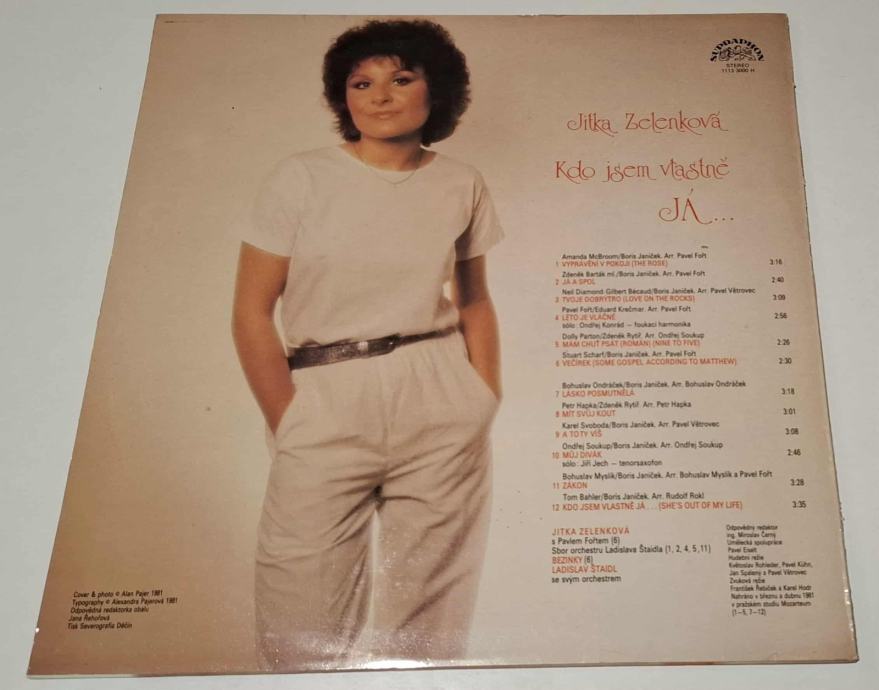 SUPRAPHON
STEREO
1113 3000 H
Jitka Zelenková
Kdo jsem vlastně
JÁ...
Amanda McBroom/Boris Janíček. Arr. Pavel Fořt
1 VYPRÁVĚNÍ V POKOJI (THE ROSE) 3:16
Zdeněk Barták ml./Boris Janíček. Arr. Pavel Fořt
2 JÁ A SPOL 2:40
Neil Diamond-Gilbert Bécaud/Boris Janíček. Arr. Pavel Větrovec
3 TVOJE DOBRÝTRO (LOVE ON THE ROCKS) 3:09
Pavel Fořt/Eduard Krečmar. Arr. Pavel Fořt
4 LÉTO JE VLAČNÉ 2:56
sólo: Ondřej Konrád — foukací harmonika
Dolly Parton/Zdeněk Rytíř. Arr. Ondřej Soukup
5 MÁM CHUŤ PSÁT (ROMÁN) (NINE TO FIVE) 2:26
Stuart Scharf/Boris Janíček. Arr. Pavel Fořt
6 VEČÍREK (SOME GOSPEL ACCORDING TO MATTHEW) 2:30
Bohuslav Ondráček/Boris Janíček. Arr. Bohuslav Ondráček
7 LÁSKO POSMUTNĚLÁ 3:18
Petr Hapka/Zdeněk Rytíř. Arr. Petr Hapka
8 MÍT SVŮJ KOUT 3:01
Karel Svoboda/Boris Janíček. Arr. Pavel Větrovec
9 A TO TY VÍŠ 3:08
Ondřej Soukup/Boris Janíček. Arr. Ondřej Soukup
10 MŮJ DIVÁK 2:46
sólo: Jiří Jech — tenorsaxofon
Bohuslav Myslík/Boris Janíček. Arr. Bohuslav Myslík a Pavel Fořt
11 ZÁKON 3:28
Tom Bahler/Boris Janíček. Arr. Rudolf Rokl
12 KDO JSEM VLASTNĚ JÁ . . . (SHE'S OUT OF MY LIFE) 3:35
JITKA ZELENKOVÁ
s Pavlem Fořtem (6)
Sbor orchestru Ladislava Štaidla (1, 2, 4, 5, 11)
BEZINKY (6)
LADISLAV ŠTAIDL
se svým orchestrem
Odpovědný redaktor
ing. Miroslav Černý
Umělecká spolupráce
Pavel Eiselt
Hudební režie
Květoslav Rohleder, Pavel Kühn,
Jan Spálený a Pavel Větrovec
Zvuková režie
František Řebíček a Karel Hodr
Nahráno v březnu a dubnu 1981
v pražském studiu Mozarteum
(1—5, 7—12)
Cover & photo © Alan Pajer 1981
Typography © Alexandra Pajerová 1981
Odpovědná redaktorka obalu
Jana Řehořová
Tisk Severografia Děčín